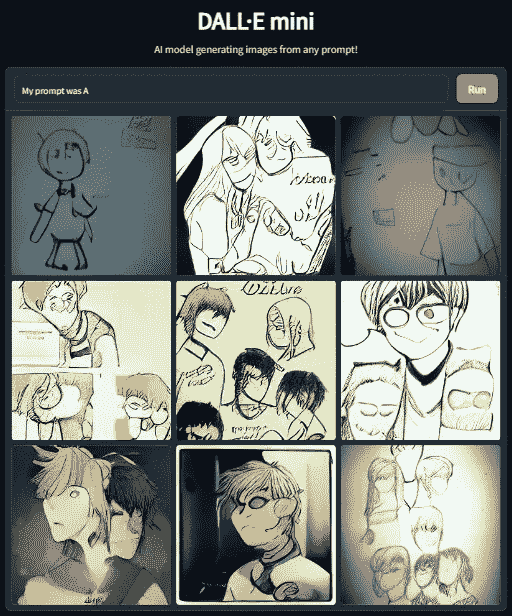 DALL·E mini
AI model generating images from any prompt!
My prompt was A
Run